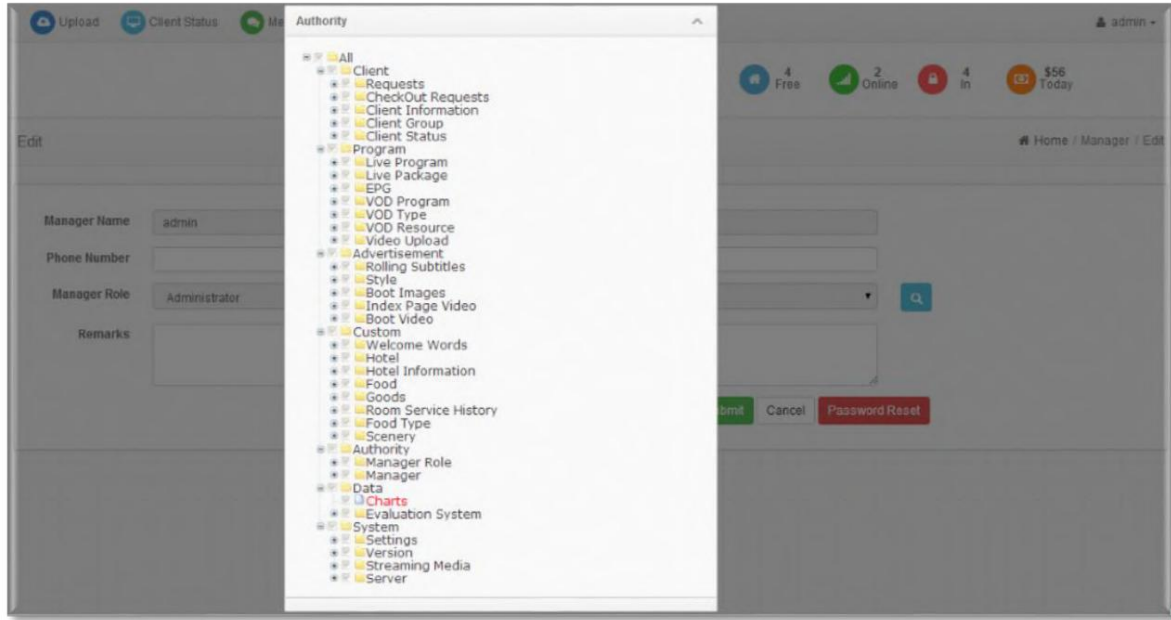 Upload Client Status Me Authority admin
4 Free 2 Online 4 In $56 Today
Edit Home / Manager / Edit
Manager Name admin
Phone Number
Manager Role Administrator
Remarks
bmit Cancel Password Reset
All
Client
Requests
CheckOut Requests
Client Information
Client Group
Client Status
Program
Live Program
Live Package
EPG
VOD Program
VOD Type
VOD Resource
Video Upload
Advertisement
Rolling Subtitles
Style
Boot Images
Index Page Video
Boot Video
Custom
Welcome Words
Hotel
Hotel Information
Food
Goods
Room Service History
Food Type
Scenery
Authority
Manager Role
Manager
Data
Charts
Evaluation System
System
Settings
Version
Streaming Media
Server